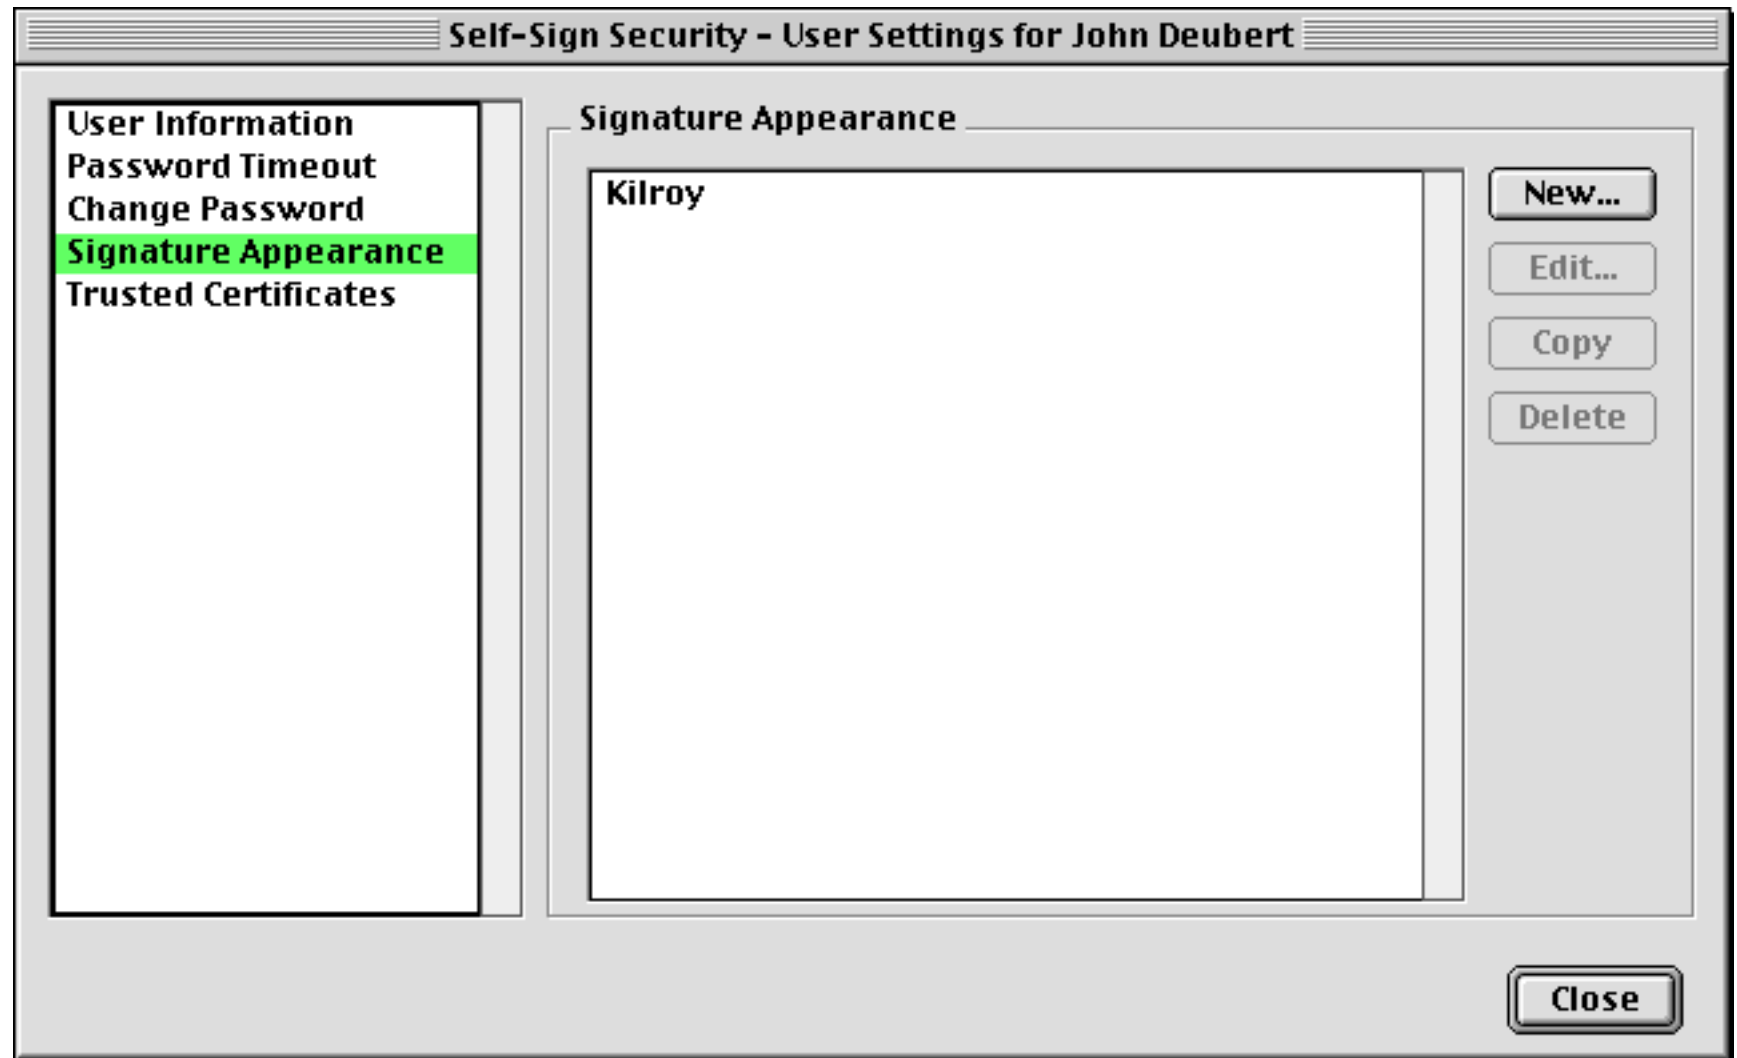 Self-Sign Security - User Settings for John Deubert
User Information
Password Timeout
Change Password
Signature Appearance
Trusted Certificates
Signature Appearance
Kilroy
New...
Edit...
Copy
Delete
Close